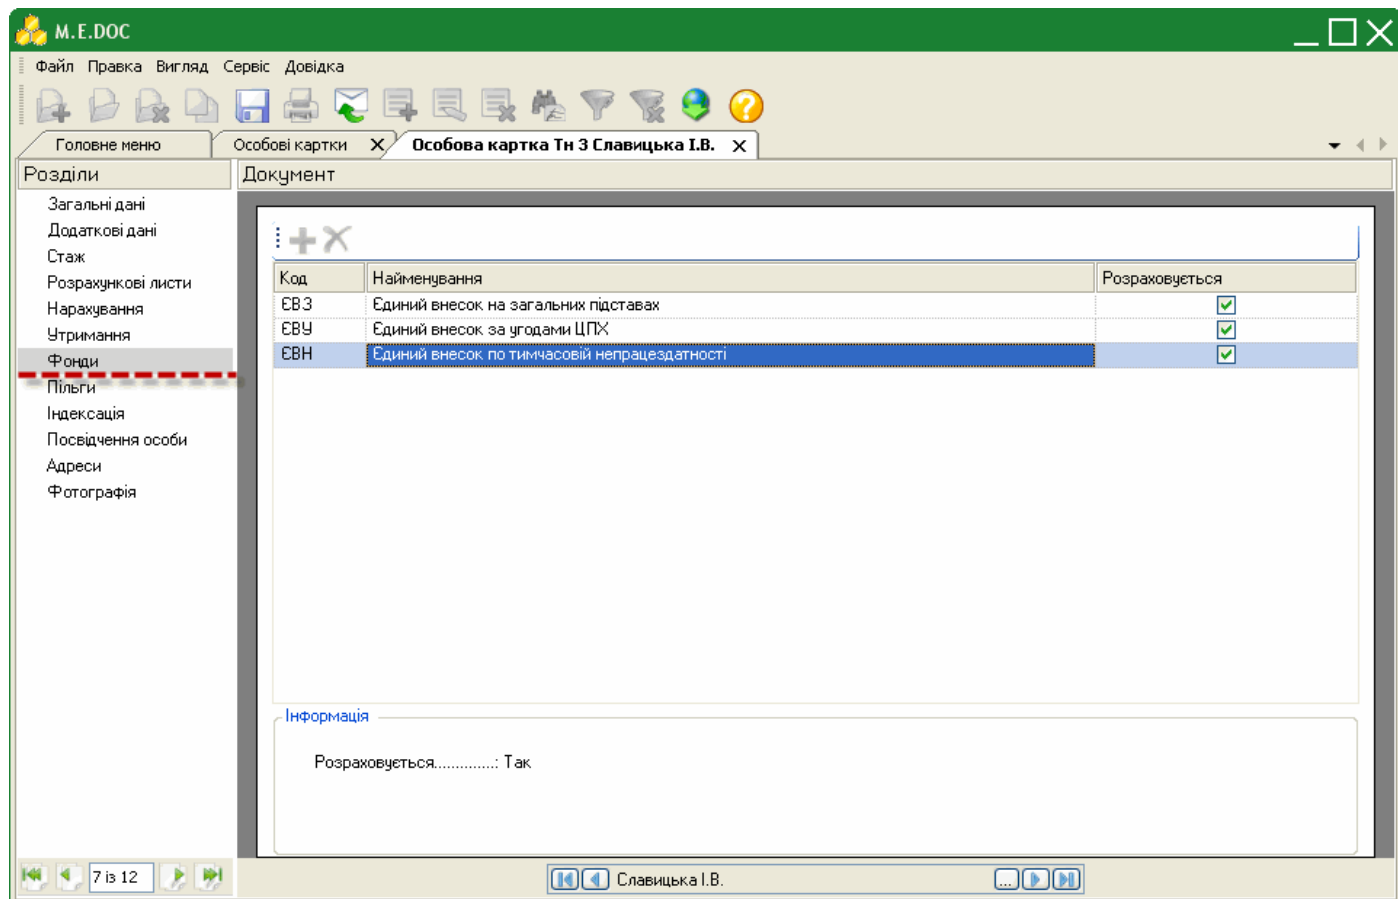 M.E.DOC
Файл Правка Вигляд Сервіс Довідка
Головне меню Особові картки Особова картка Тн 3 Славицька І.В.
Розділи Документ
Загальні дані
Додаткові дані
Стаж
Розрахункові листи
Нарахування
Утримання
Фонди
Пільги
Індексація
Посвідчення особи
Адреси
Фотографія
Код Найменування Розраховується
ЄВЗ Єдиний внесок на загальних підставах
ЄВУ Єдиний внесок за угодами ЦПХ
ЄВН Єдиний внесок по тимчасовій непрацездатності
Інформація
Розраховується..............: Так
7 із 12 Славицька І.В. ...